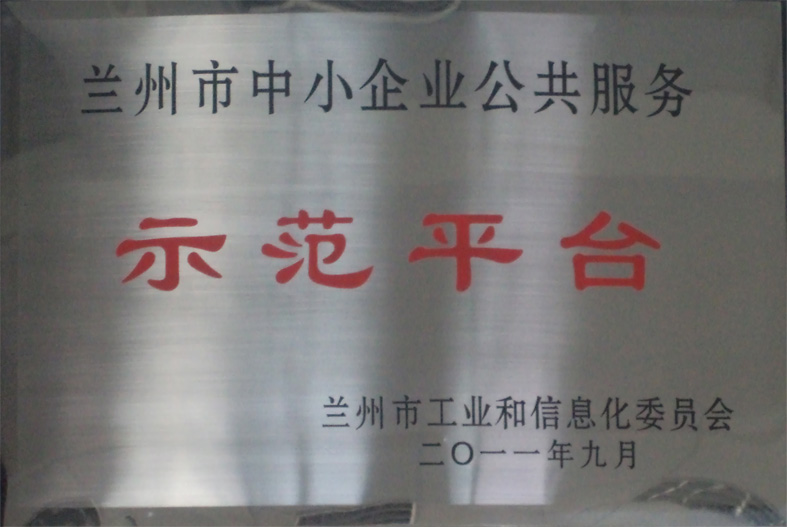 兰州市中小企业公共服务
示范平台
兰州市工业和信息化委员会
二〇一一年九月